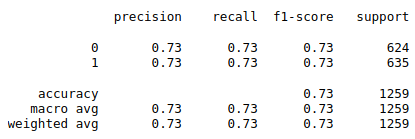 precision recall f1-score support
0 0.73 0.73 0.73 624
1 0.73 0.73 0.73 635
accuracy 0.73 1259
macro avg 0.73 0.73 0.73 1259
weighted avg 0.73 0.73 0.73 1259